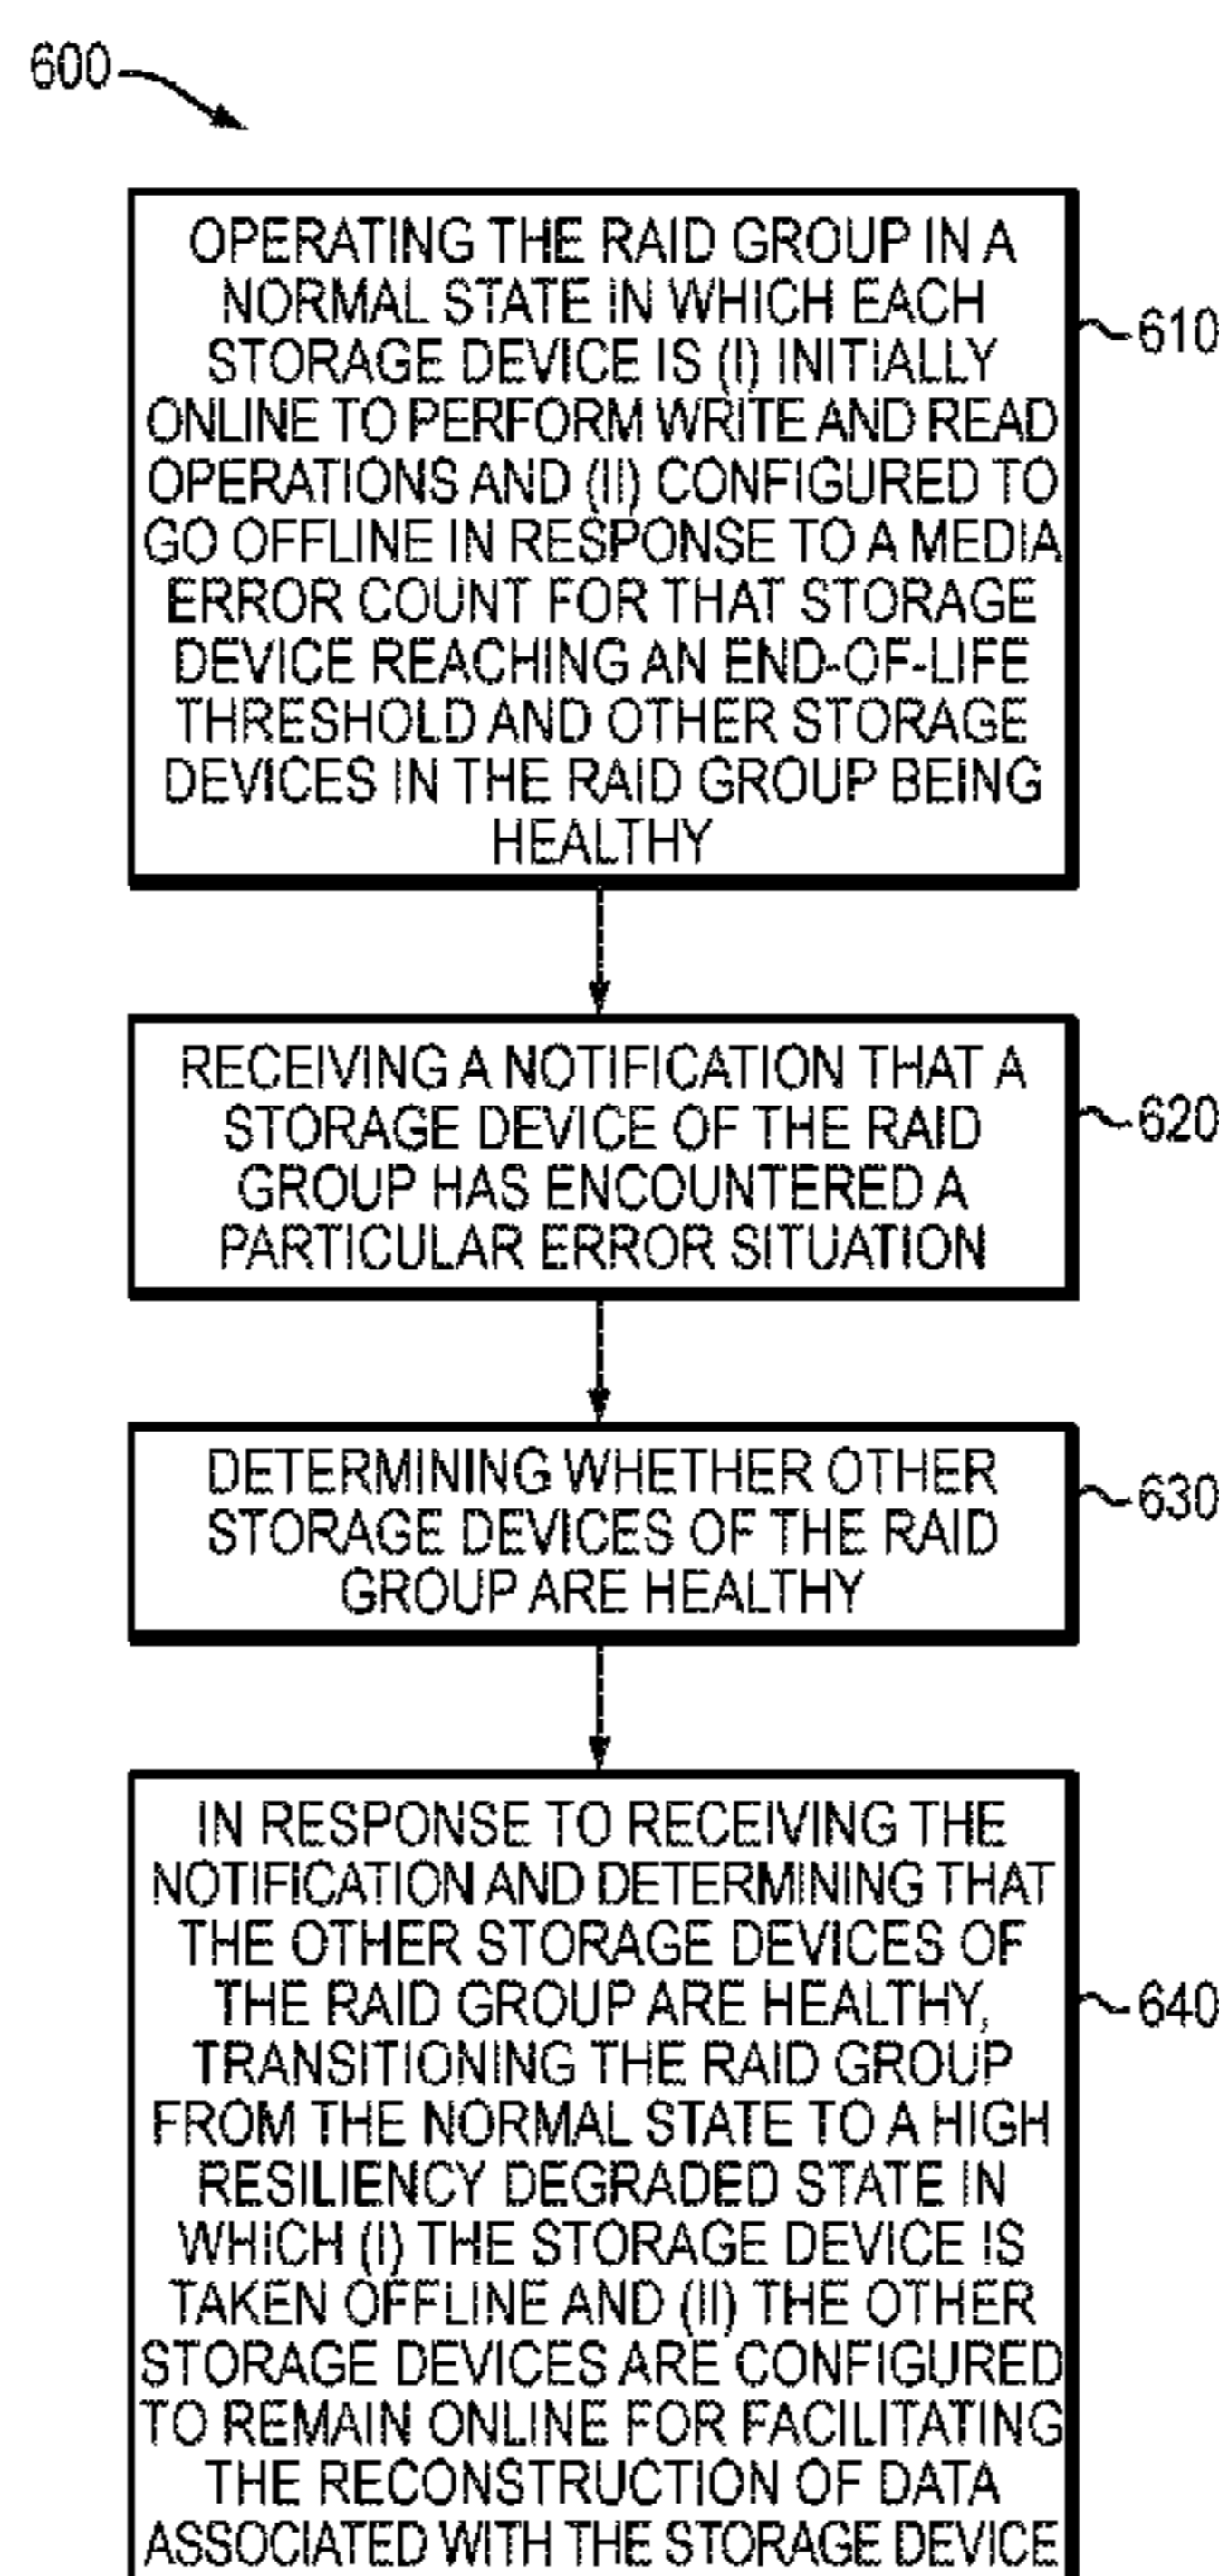 600
OPERATING THE RAID GROUP IN A
NORMAL STATE IN WHICH EACH
STORAGE DEVICE IS (I) INITIALLY
ONLINE TO PERFORM WRITE AND READ
OPERATIONS AND (II) CONFIGURED TO
GO OFFLINE IN RESPONSE TO A MEDIA
ERROR COUNT FOR THAT STORAGE
DEVICE REACHING AN END-OF-LIFE
THRESHOLD AND OTHER STORAGE
DEVICES IN THE RAID GROUP BEING
HEALTHY
610
RECEIVING A NOTIFICATION THAT A
STORAGE DEVICE OF THE RAID
GROUP HAS ENCOUNTERED A
PARTICULAR ERROR SITUATION
620
DETERMINING WHETHER OTHER
STORAGE DEVICES OF THE RAID
GROUP ARE HEALTHY
630
IN RESPONSE TO RECEIVING THE
NOTIFICATION AND DETERMINING THAT
THE OTHER STORAGE DEVICES OF
THE RAID GROUP ARE HEALTHY,
TRANSITIONING THE RAID GROUP
FROM THE NORMAL STATE TO A HIGH
RESILIENCY DEGRADED STATE IN
WHICH (I) THE STORAGE DEVICE IS
TAKEN OFFLINE AND (II) THE OTHER
STORAGE DEVICES ARE CONFIGURED
TO REMAIN ONLINE FOR FACILITATING
THE RECONSTRUCTION OF DATA
ASSOCIATED WITH THE STORAGE DEVICE
640